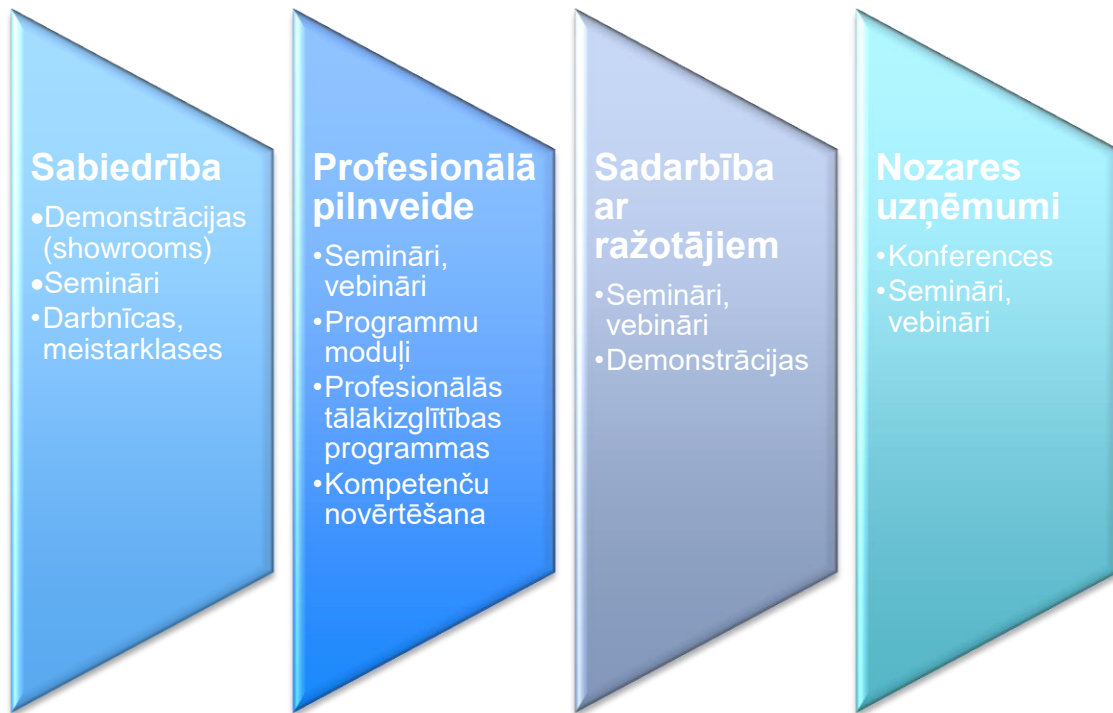 Sabiedrība
•Demonstrācijas
(showrooms)
•Semināri
•Darbnīcas,
meistarklases
Profesionālā
pilnveide
•Semināri,
vebināri
•Programmu
moduļi
•Profesionālās
tālākizglītības
programmas
•Kompetenču
novērtēšana
Sadarbība
ar
ražotājiem
•Semināri,
vebināri
•Demonstrācijas
Nozares
uzņēmumi
•Konferences
•Semināri,
vebināri